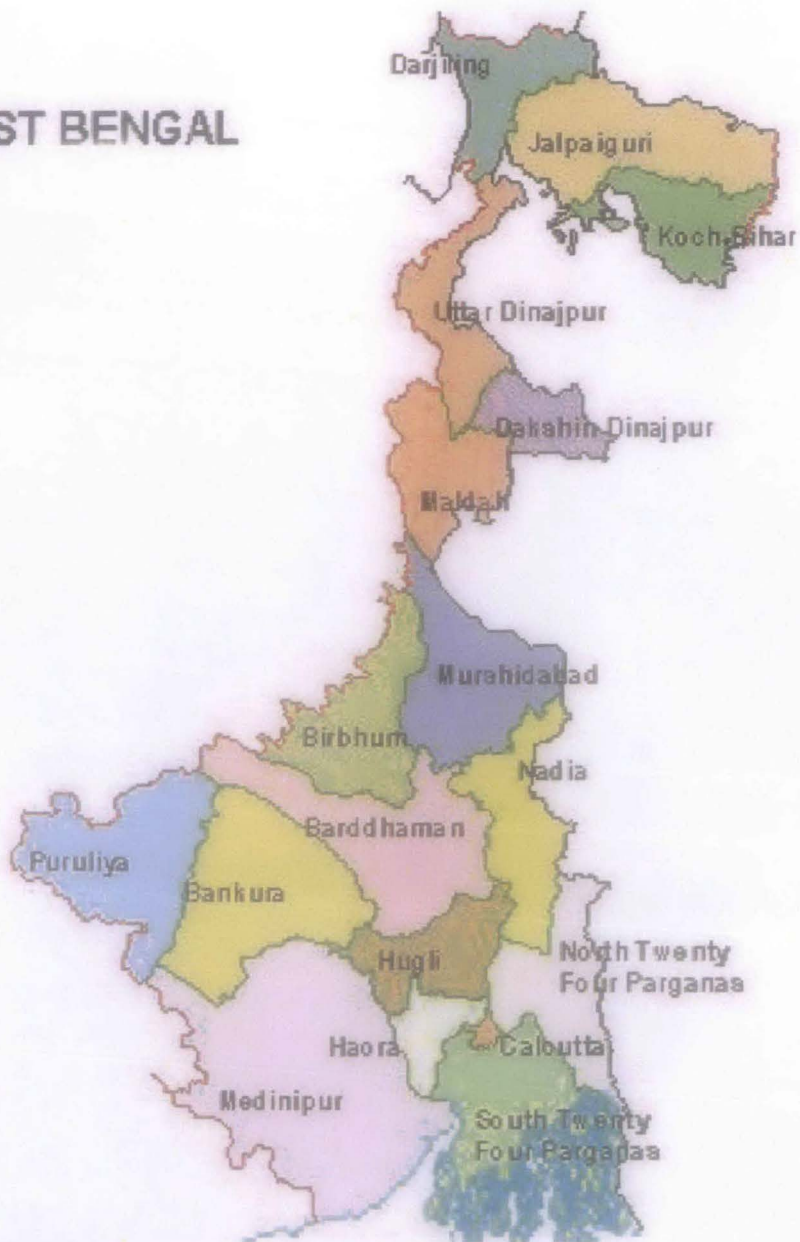 ST BENGAL
Darjiling
Jalpaiguri
Koch Bihar
Uttar Dinajpur
Dakshin Dinajpur
Maldah
Murshidabad
Birbhum
Nadia
Barddhaman
Puruliya
Bankura
Hugli
North Twenty
Four Parganas
Haora
Calcutta
Medinipur
South Twenty
Four Parganas